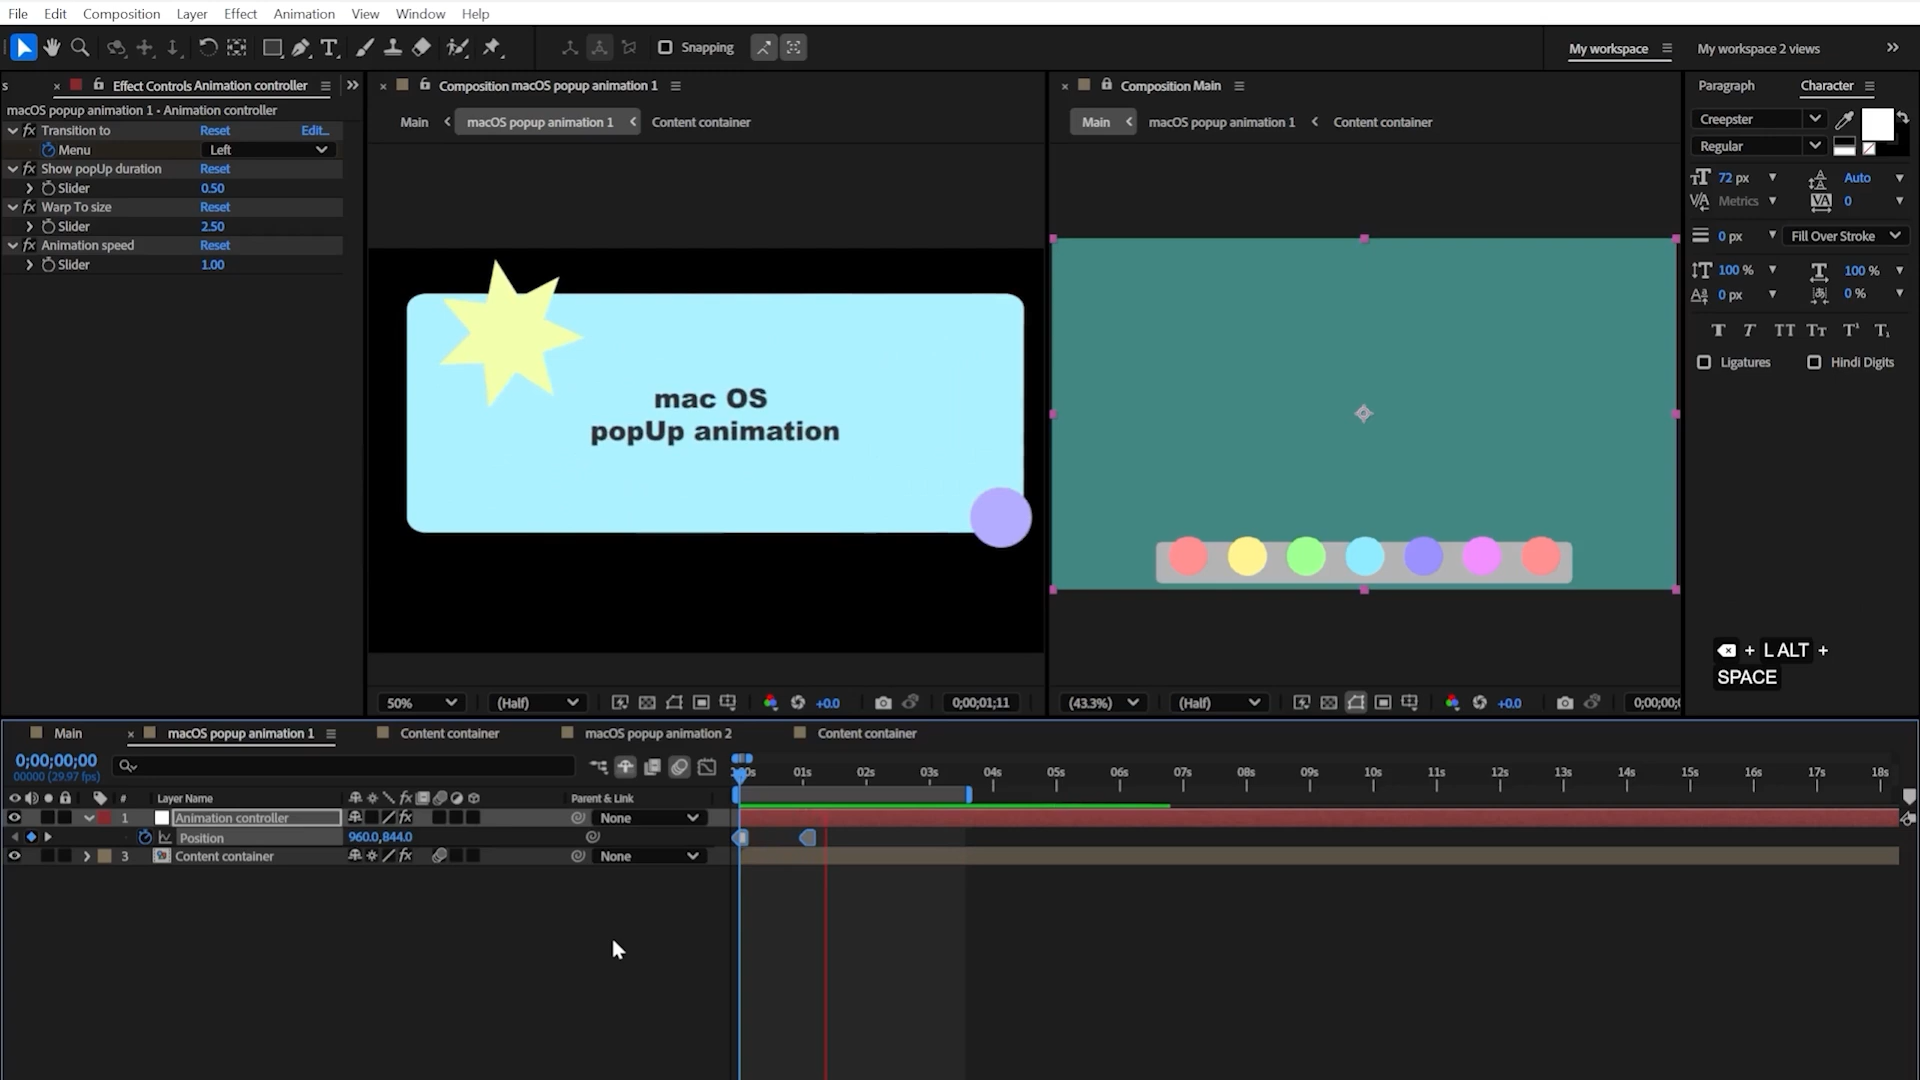 File Edit Composition Layer Effect Animation View Window Help
Snapping
My workspace
My workspace 2 views
s
Effect Controls Animation controller
macOS popup animation 1 - Animation controller
Transition to Reset Edit...
Menu Left
Show popUp duration Reset
Slider 0.50
Warp To size Reset
Slider 2.50
Animation speed Reset
Slider 1.00
Composition macOS popup animation 1
Main macOS popup animation 1 Content container
mac OS
popUp animation
50% (Half) +0.0 0;00;01;11
Composition Main
Main macOS popup animation 1 Content container
(43.3%) (Half) +0.0 0;00;0
Paragraph Character
Creepster
Regular
72 px Auto
Metrics 0
0 px Fill Over Stroke
100 % 100 %
0 px 0 %
T T TT Tт T¹ T₁
Ligatures Hindi Digits
+ L ALT +
SPACE
Main macOS popup animation 1 Content container macOS popup animation 2 Content container
0;00;00;00
00000 (29.97 fps)
:00s 01s 02s 03s 04s 05s 06s 07s 08s 09s 10s 11s 12s 13s 14s 15s 16s 17s 18s
# Layer Name Parent & Link
1 Animation controller None
Position 960.0,844.0
3 Content container None